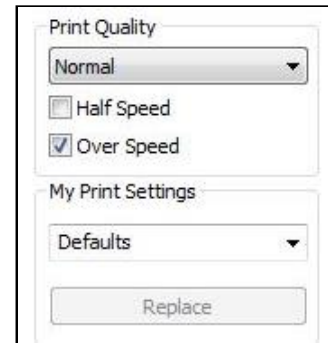 Print Quality
Normal
Half Speed
Over Speed
My Print Settings
Defaults
Replace